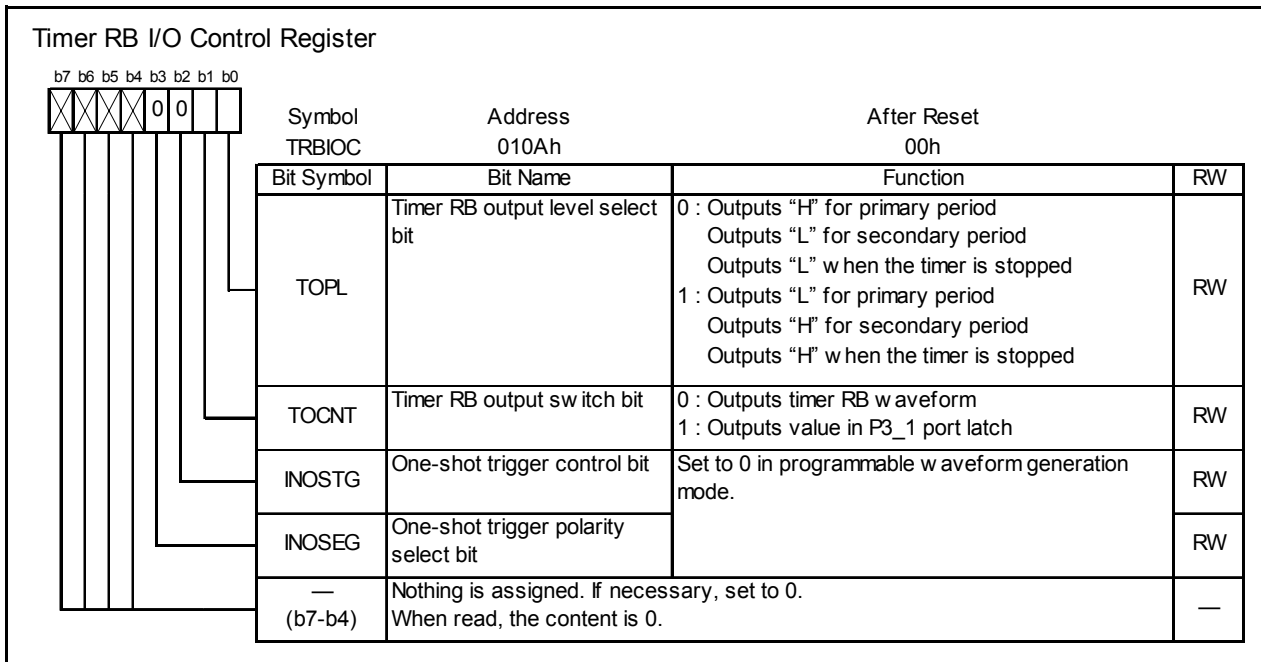 Timer RB I/O Control Register
b7 b6 b5 b4 b3 b2 b1 b0
0 0
Symbol Address After Reset
TRBIOC 010Ah 00h
Bit Symbol Bit Name Function RW
TOPL
Timer RB output level select
bit
0 : Outputs “H” for primary period
Outputs “L” for secondary period
Outputs “L” when the timer is stopped
1 : Outputs “L” for primary period
Outputs “H” for secondary period
Outputs “H” when the timer is stopped
RW
TOCNT
Timer RB output switch bit
0 : Outputs timer RB waveform
1 : Outputs value in P3_1 port latch
RW
INOSTG
One-shot trigger control bit
Set to 0 in programmable waveform generation
mode.
RW
INOSEG
One-shot trigger polarity
select bit
RW
—
(b7-b4)
Nothing is assigned. If necessary, set to 0.
When read, the content is 0.
—